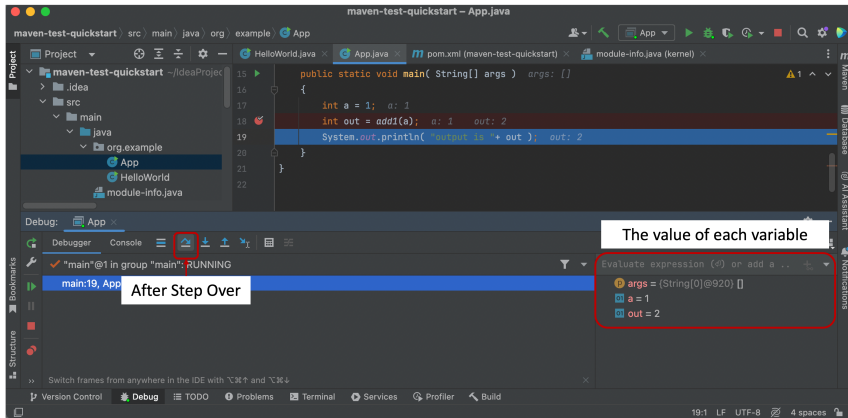 maven-test-quickstart – App.java
maven-test-quickstart 〉 src 〉 main 〉 java 〉 org 〉 example 〉 App
App
Project
HelloWorld.java
App.java
pom.xml (maven-test-quickstart)
module-info.java (kernel)
Project
Maven
Database
AI Assistant
Notifications
Bookmarks
Structure
maven-test-quickstart ~/IdeaProjec
.idea
src
main
java
org.example
App
HelloWorld
module-info.java
15 public static void main( String[] args ) args: []
1
16 {
17 int a = 1; a: 1
18 int out = add1(a); a: 1 out: 2
19 System.out.println( "output is "+ out ); out: 2
20 }
21 }
22
Debug: App
Debugger Console
The value of each variable
"main"@1 in group "main": RUNNING
Evaluate expression (⏎) or add a ..
main:19, App
After Step Over
args = {String[0]@920} []
a = 1
out = 2
Switch frames from anywhere in the IDE with ⌥⌘↑ and ⌥⌘↓
Version Control Debug TODO Problems Terminal Services Profiler Build
19:1 LF UTF-8 4 spaces